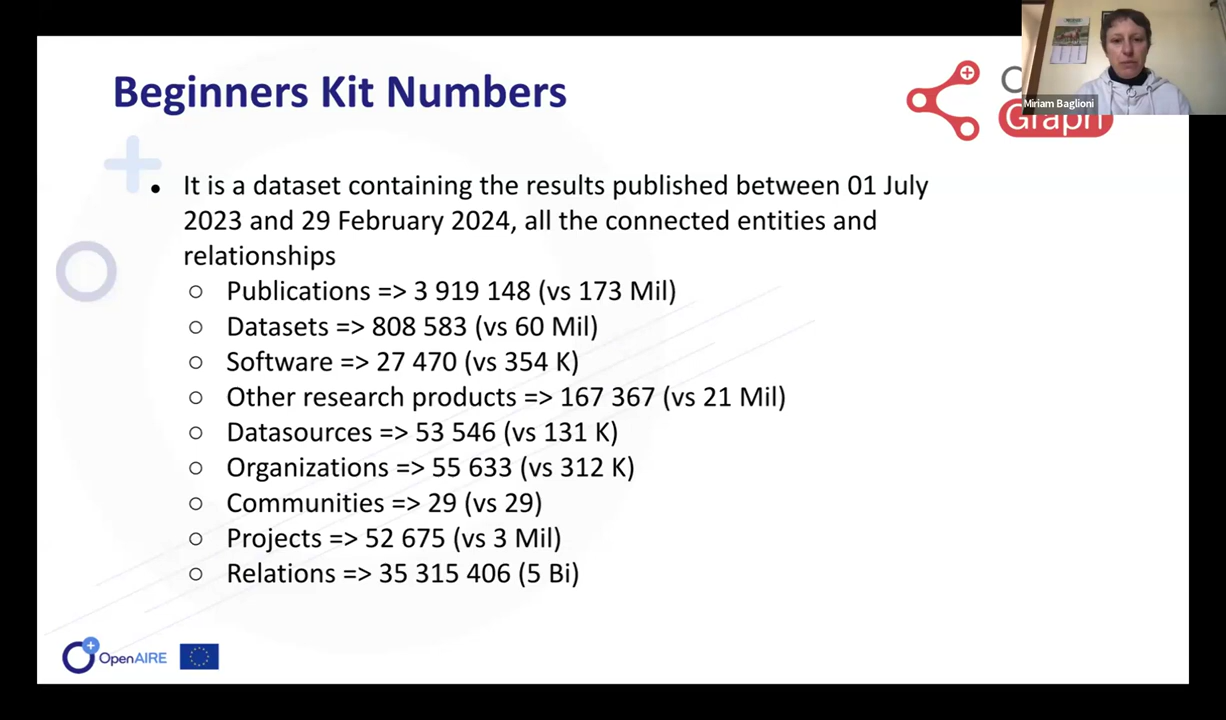 Beginners Kit Numbers
Graph
Miriam Baglioni
• It is a dataset containing the results published between 01 July
2023 and 29 February 2024, all the connected entities and
relationships
○ Publications => 3 919 148 (vs 173 Mil)
○ Datasets => 808 583 (vs 60 Mil)
○ Software => 27 470 (vs 354 K)
○ Other research products => 167 367 (vs 21 Mil)
○ Datasources => 53 546 (vs 131 K)
○ Organizations => 55 633 (vs 312 K)
○ Communities => 29 (vs 29)
○ Projects => 52 675 (vs 3 Mil)
○ Relations => 35 315 406 (5 Bi)
OpenAIRE